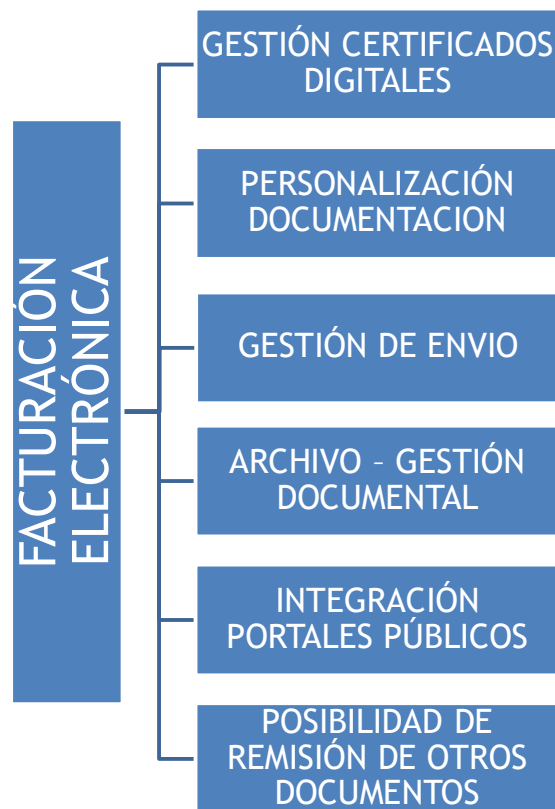 FACTURACIÓN
ELECTRÓNICA
GESTIÓN CERTIFICADOS
DIGITALES
PERSONALIZACIÓN
DOCUMENTACION
GESTIÓN DE ENVIO
ARCHIVO – GESTIÓN
DOCUMENTAL
INTEGRACIÓN
PORTALES PÚBLICOS
POSIBILIDAD DE
REMISIÓN DE OTROS
DOCUMENTOS